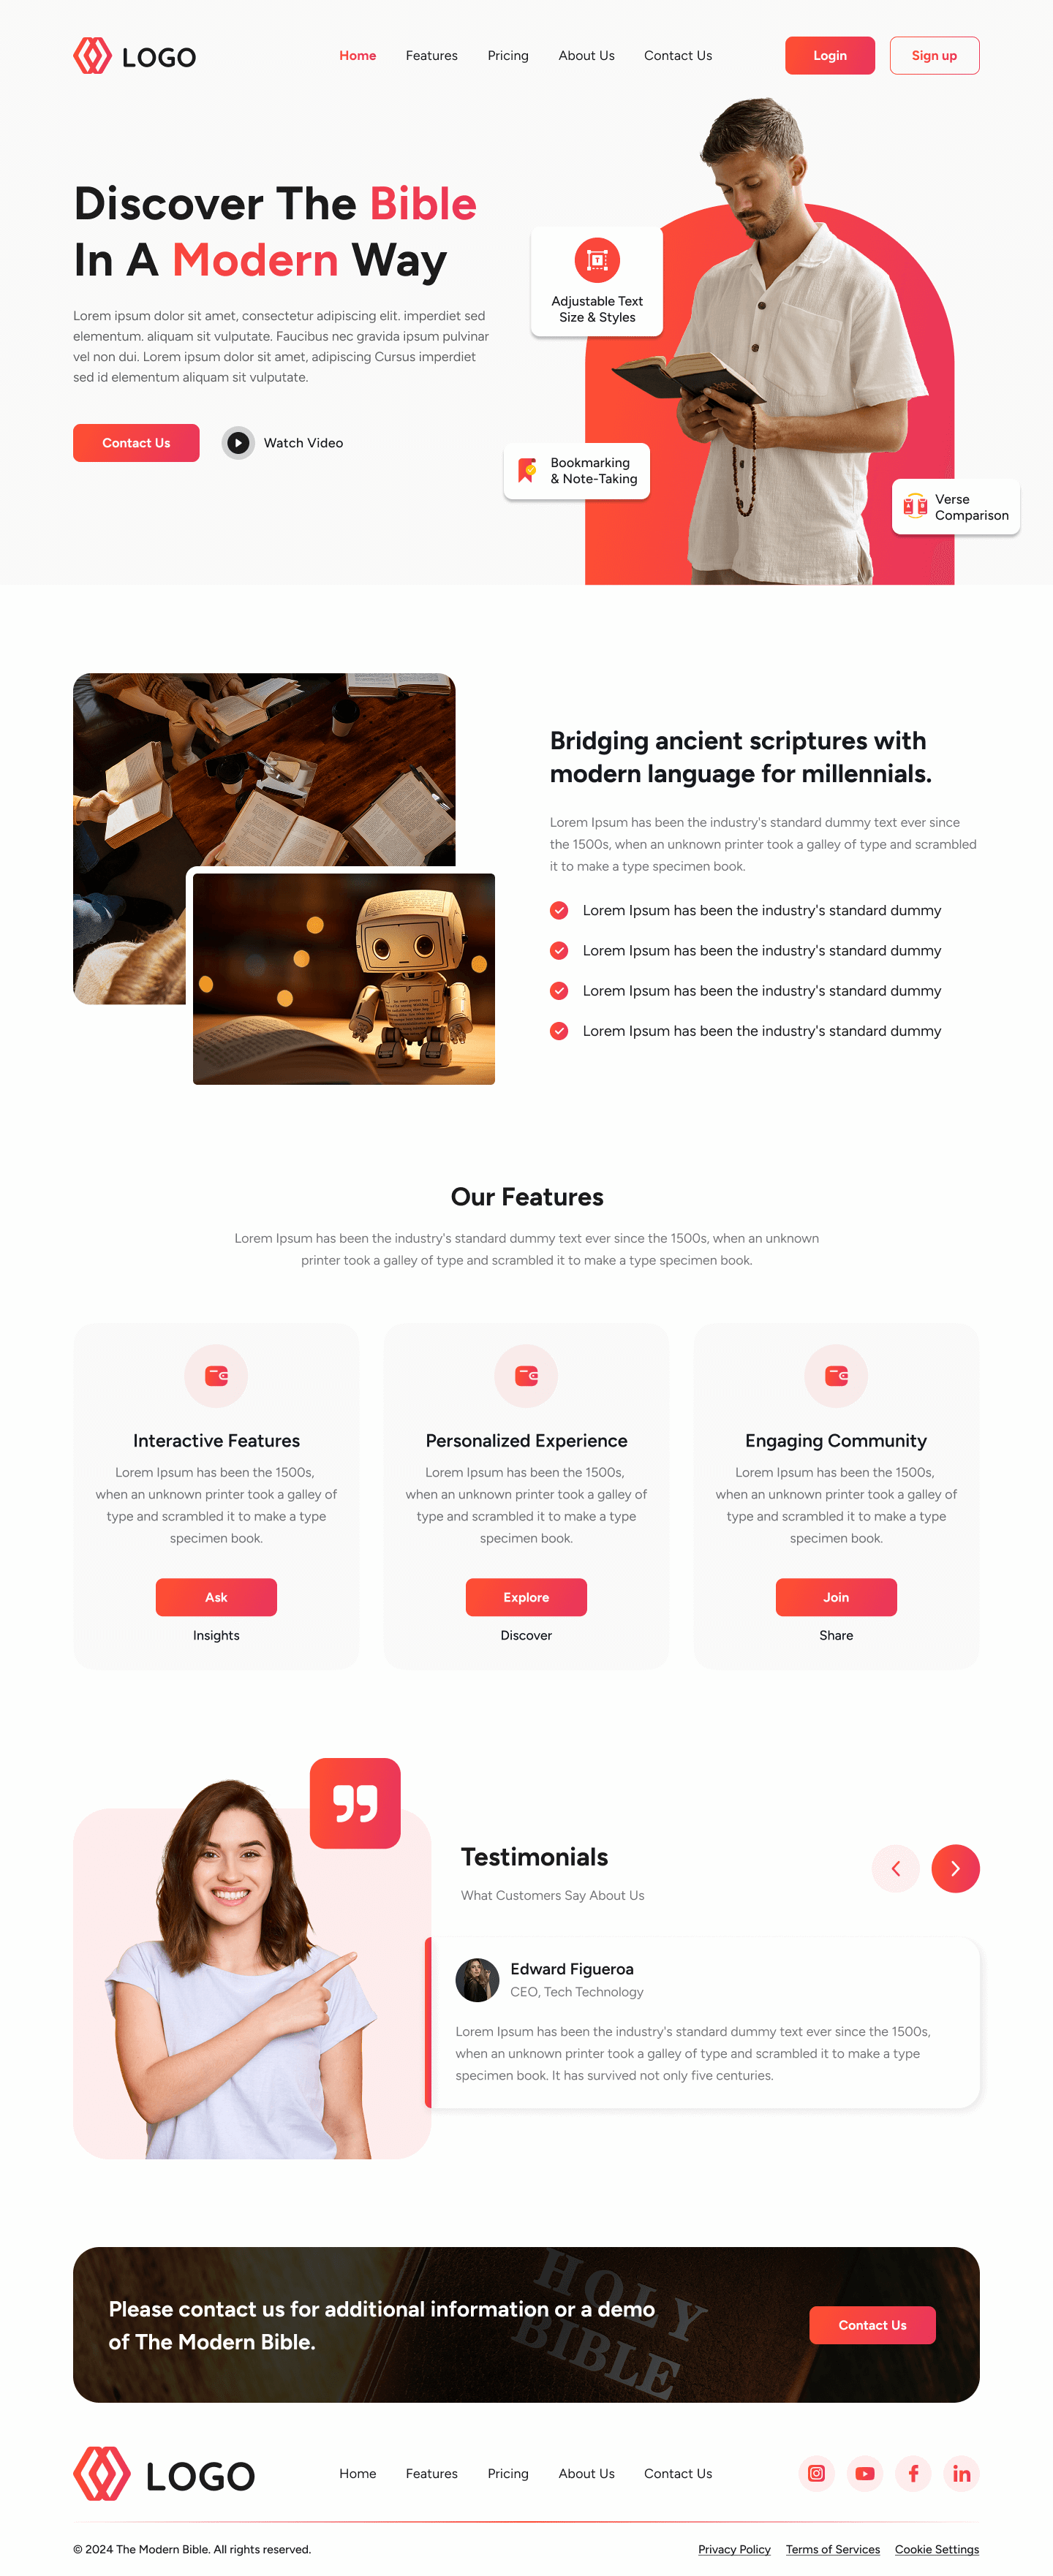 LOGO
Home
Features
Pricing
About Us
Contact Us
Login
Sign up
Discover The Bible
In A Modern Way
Lorem ipsum dolor sit amet, consectetur adipiscing elit. imperdiet sed
elementum. aliquam sit vulputate. Faucibus nec gravida ipsum pulvinar
vel non dui. Lorem ipsum dolor sit amet, adipiscing Cursus imperdiet
sed id elementum aliquam sit vulputate.
Contact Us
Watch Video
T
Adjustable Text
Size & Styles
Bookmarking
& Note-Taking
Verse
Comparison
Bridging ancient scriptures with
modern language for millennials.
Lorem Ipsum has been the industry's standard dummy text ever since
the 1500s, when an unknown printer took a galley of type and scrambled
it to make a type specimen book.
Lorem Ipsum has been the industry's standard dummy
Lorem Ipsum has been the industry's standard dummy
Lorem Ipsum has been the industry's standard dummy
Lorem Ipsum has been the industry's standard dummy
Our Features
Lorem Ipsum has been the industry's standard dummy text ever since the 1500s, when an unknown
printer took a galley of type and scrambled it to make a type specimen book.
Interactive Features
Lorem Ipsum has been the 1500s,
when an unknown printer took a galley of
type and scrambled it to make a type
specimen book.
Ask
Insights
Personalized Experience
Lorem Ipsum has been the 1500s,
when an unknown printer took a galley of
type and scrambled it to make a type
specimen book.
Explore
Discover
Engaging Community
Lorem Ipsum has been the 1500s,
when an unknown printer took a galley of
type and scrambled it to make a type
specimen book.
Join
Share
Testimonials
What Customers Say About Us
Edward Figueroa
CEO, Tech Technology
Lorem Ipsum has been the industry's standard dummy text ever since the 1500s,
when an unknown printer took a galley of type and scrambled it to make a type
specimen book. It has survived not only five centuries.
HOLY
BIBLE
Please contact us for additional information or a demo
of The Modern Bible.
Contact Us
LOGO
Home
Features
Pricing
About Us
Contact Us
© 2024 The Modern Bible. All rights reserved.
Privacy Policy
Terms of Services
Cookie Settings